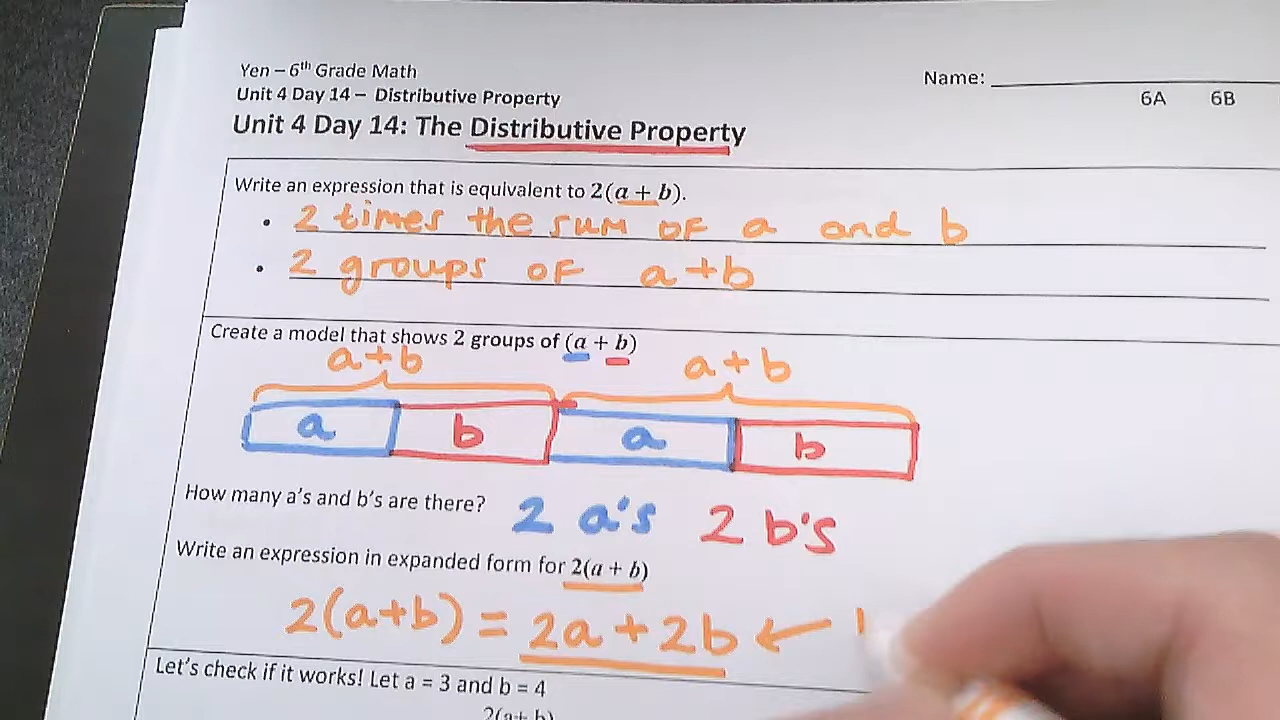 Yen – 6th Grade Math
Name: ____
Unit 4 Day 14 – Distributive Property
6A 6B
Unit 4 Day 14: The Distributive Property
Write an expression that is equivalent to 2(a + b).
• 2 times the sum of a and b
• 2 groups of a+b
Create a model that shows 2 groups of (a + b)
a+b a+b
a b a b
How many a's and b's are there? 2 a's 2 b's
Write an expression in expanded form for 2(a + b)
2(a+b) = 2a + 2b ←
Let's check if it works! Let a = 3 and b = 4
2(a+ b)